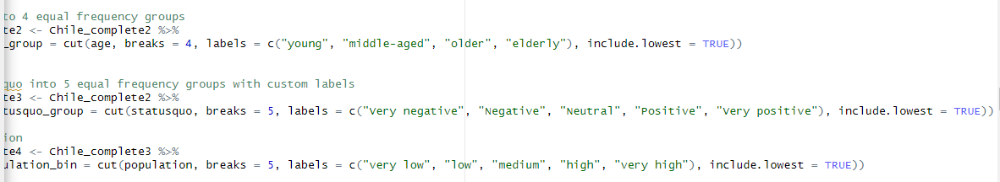 to 4 equal frequency groups
te2 <- Chile_complete2 %>%
_group = cut(age, breaks = 4, labels = c("young", "middle-aged", "older", "elderly"), include.lowest = TRUE))
quo into 5 equal frequency groups with custom labels
te3 <- Chile_complete2 %>%
tusquo_group = cut(statusquo, breaks = 5, labels = c("Very negative", "Negative", "Neutral", "Positive", "Very positive"), include.lowest = TRUE))
ion
te4 <- Chile_complete3 %>%
ulation_bin = cut(population, breaks = 5, labels = c("very low", "low", "medium", "high", "very high"), include.lowest = TRUE))